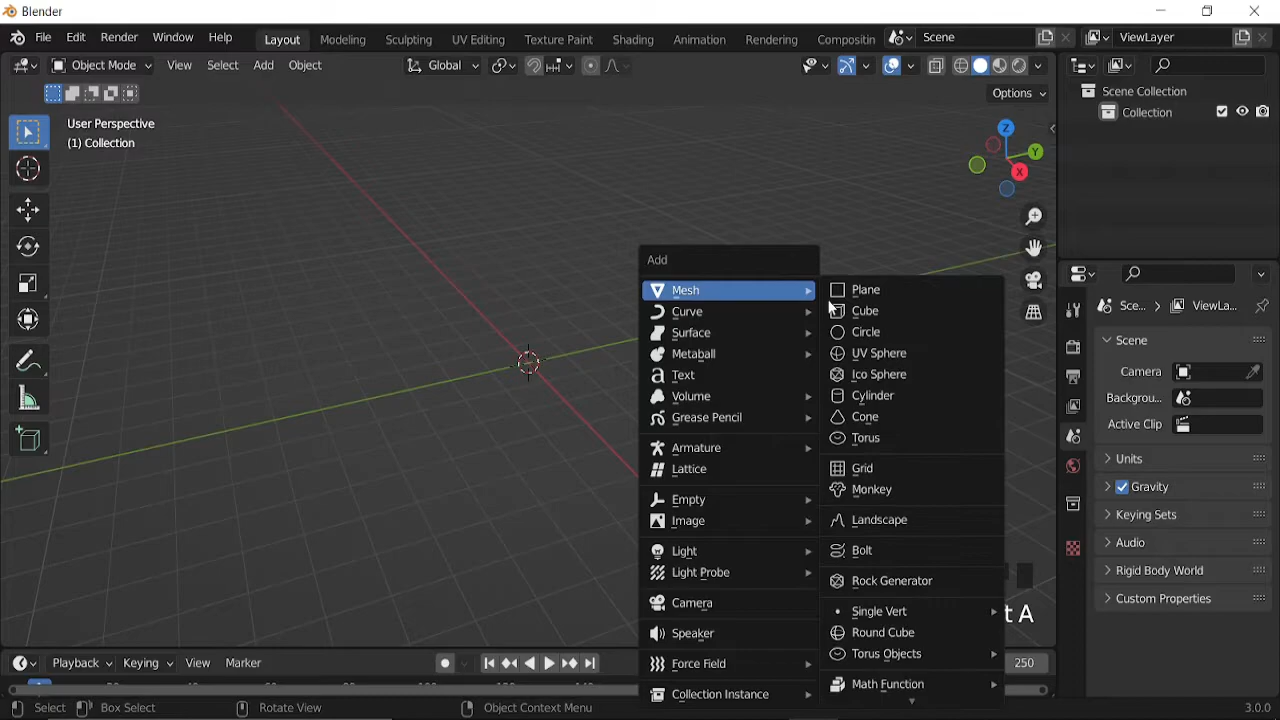 Blender
File Edit Render Window Help Layout Modeling Sculpting UV Editing Texture Paint Shading Animation Rendering Compositin Scene ViewLayer
Object Mode View Select Add Object Global
Options
User Perspective
(1) Collection
Z
Y
X
Scene Collection
Collection
Add
Mesh
Curve
Surface
Metaball
Text
Volume
Grease Pencil
Armature
Lattice
Empty
Image
Light
Light Probe
Camera
Speaker
Force Field
Collection Instance
Plane
Cube
Circle
UV Sphere
Ico Sphere
Cylinder
Cone
Torus
Grid
Monkey
Landscape
Bolt
Rock Generator
Single Vert
Round Cube
Torus Objects
Math Function
t A
Sce... ViewLa...
Scene
Camera
Backgrou...
Active Clip
Units
Gravity
Keying Sets
Audio
Rigid Body World
Custom Properties
Playback Keying View Marker 250
Select Box Select Rotate View Object Context Menu 3.0.0